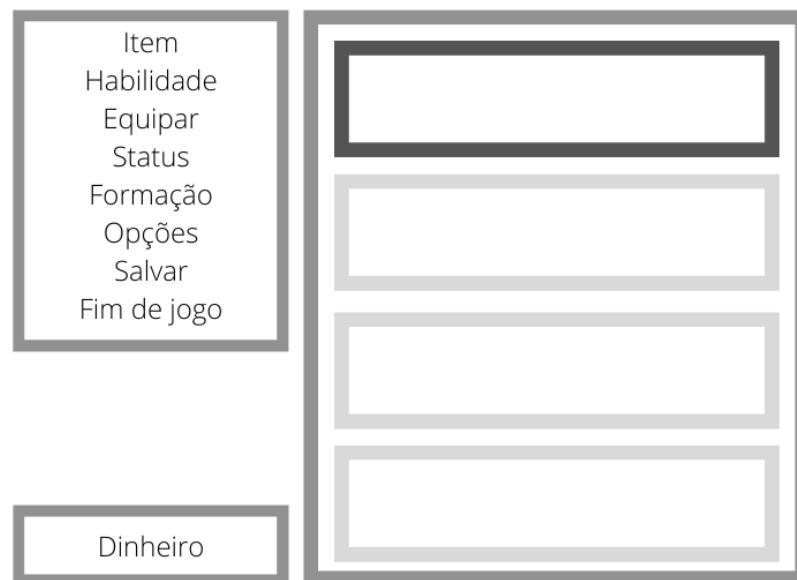 Item
Habilidade
Equipar
Status
Formação
Opções
Salvar
Fim de jogo
Dinheiro